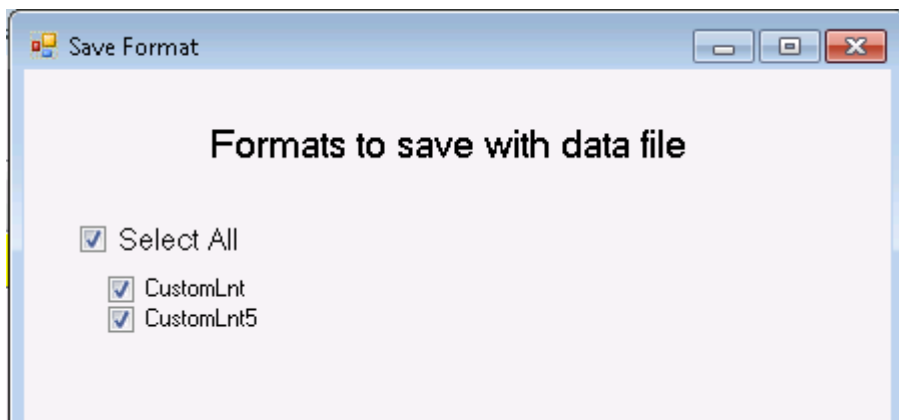 Save Format
Formats to save with data file
Select All
CustomLnt
CustomLnt5